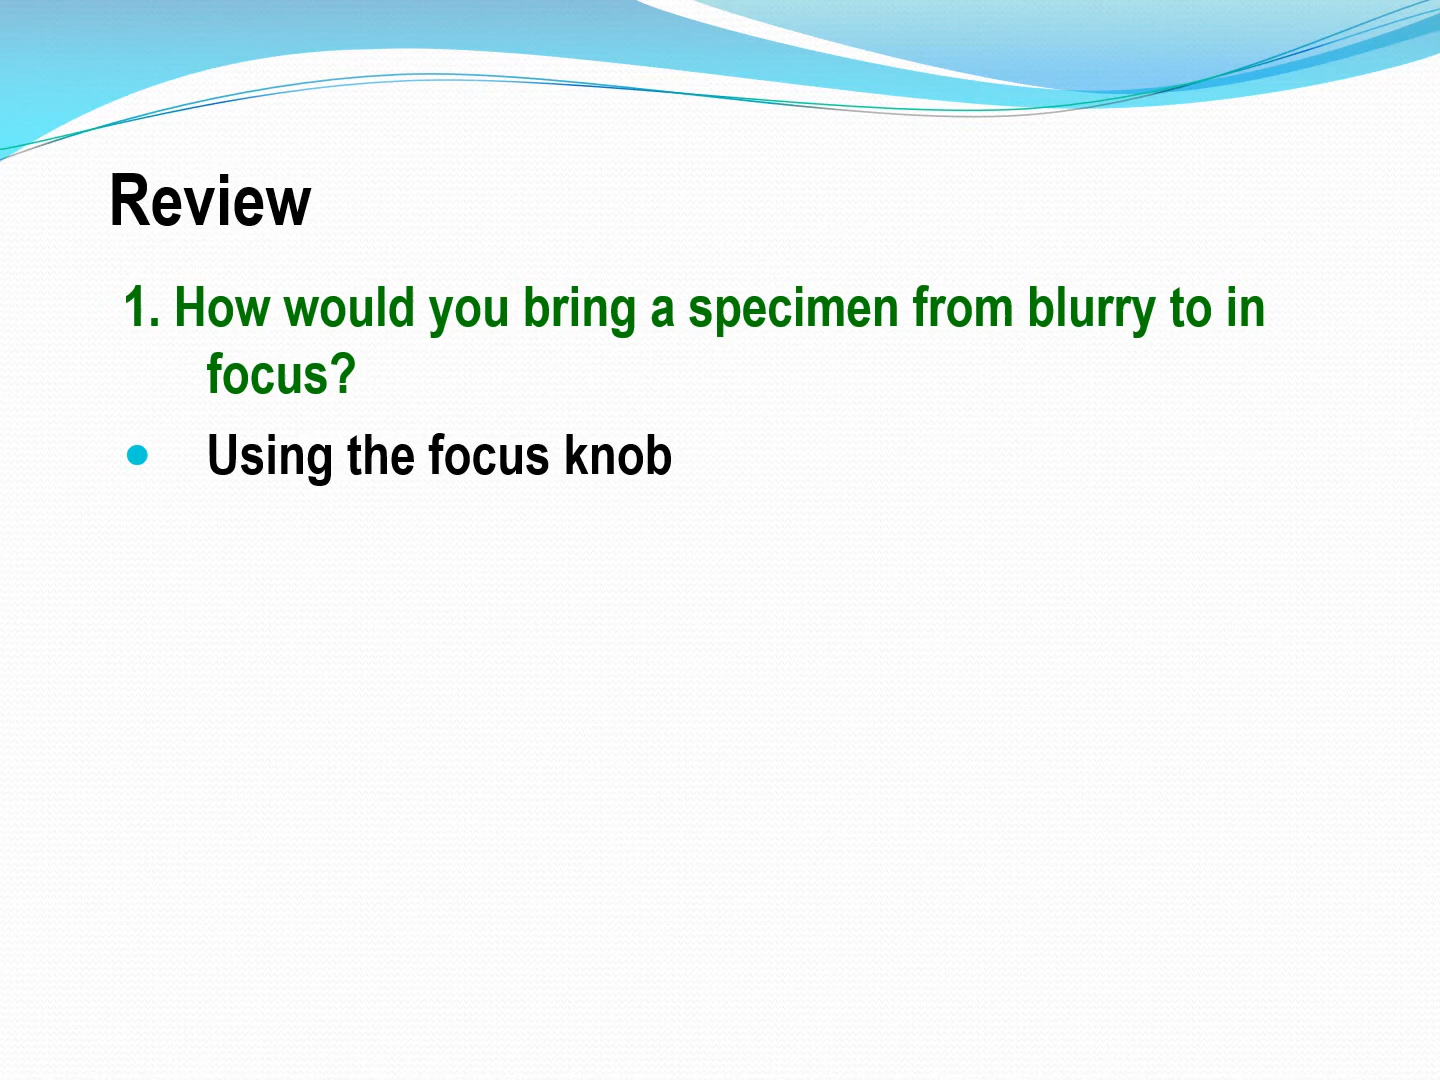 Review
1. How would you bring a specimen from blurry to in
focus?
• Using the focus knob